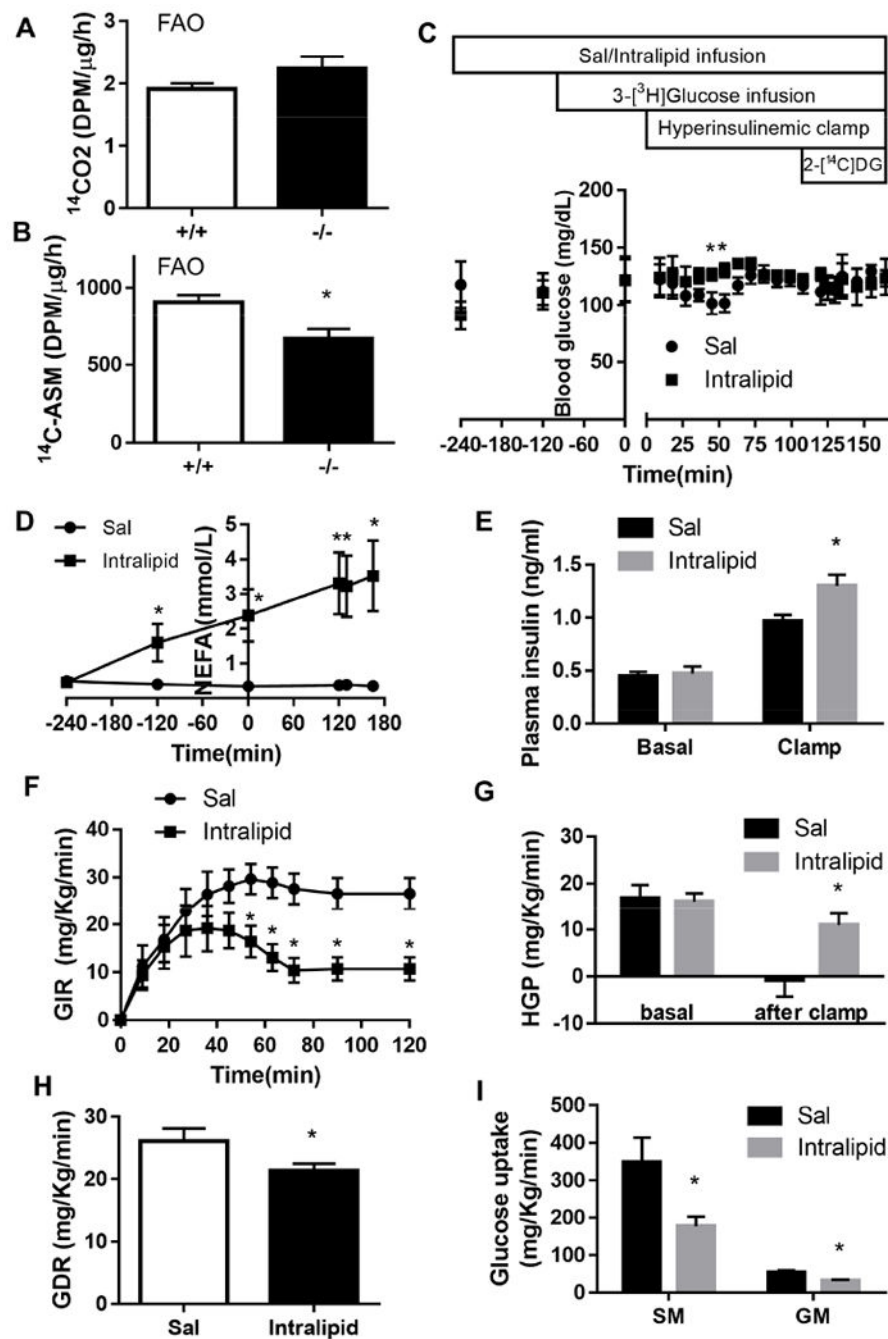 A
FAO
¹⁴CO2 (DPM/µg/h)
3
2
1
0
+/+
-/-
B
FAO
¹⁴C-ASM (DPM/µg/h)
1000
500
0
*
+/+
-/-
C
Sal/Intralipid infusion
3-[³H]Glucose infusion
Hyperinsulinemic clamp
2-[¹⁴C]DG
Blood glucose (mg/dL)
200
150
100
50
**
Sal
Intralipid
-240 -180 -120 -60 0 0 25 50 75 100 125 150
Time(min)
D
Sal
Intralipid
NEFA (mmol/L)
5
4
3
2
1
* * ** *
-240 -180 -120 -60 0 60 120 180
Time(min)
E
Sal
Intralipid
Plasma insulin (ng/ml)
1.5
1.0
0.5
0.0
*
Basal Clamp
F
Sal
Intralipid
GIR (mg/Kg/min)
40
30
20
10
0
* * * * *
0 20 40 60 80 100 120
Time(min)
G
Sal
Intralipid
HGP (mg/Kg/min)
30
20
10
0
-10
*
basal after clamp
H
GDR (mg/Kg/min)
30
20
10
0
*
Sal Intralipid
I
Sal
Intralipid
Glucose uptake
(mg/Kg/min)
500
400
300
200
100
0
* *
SM GM